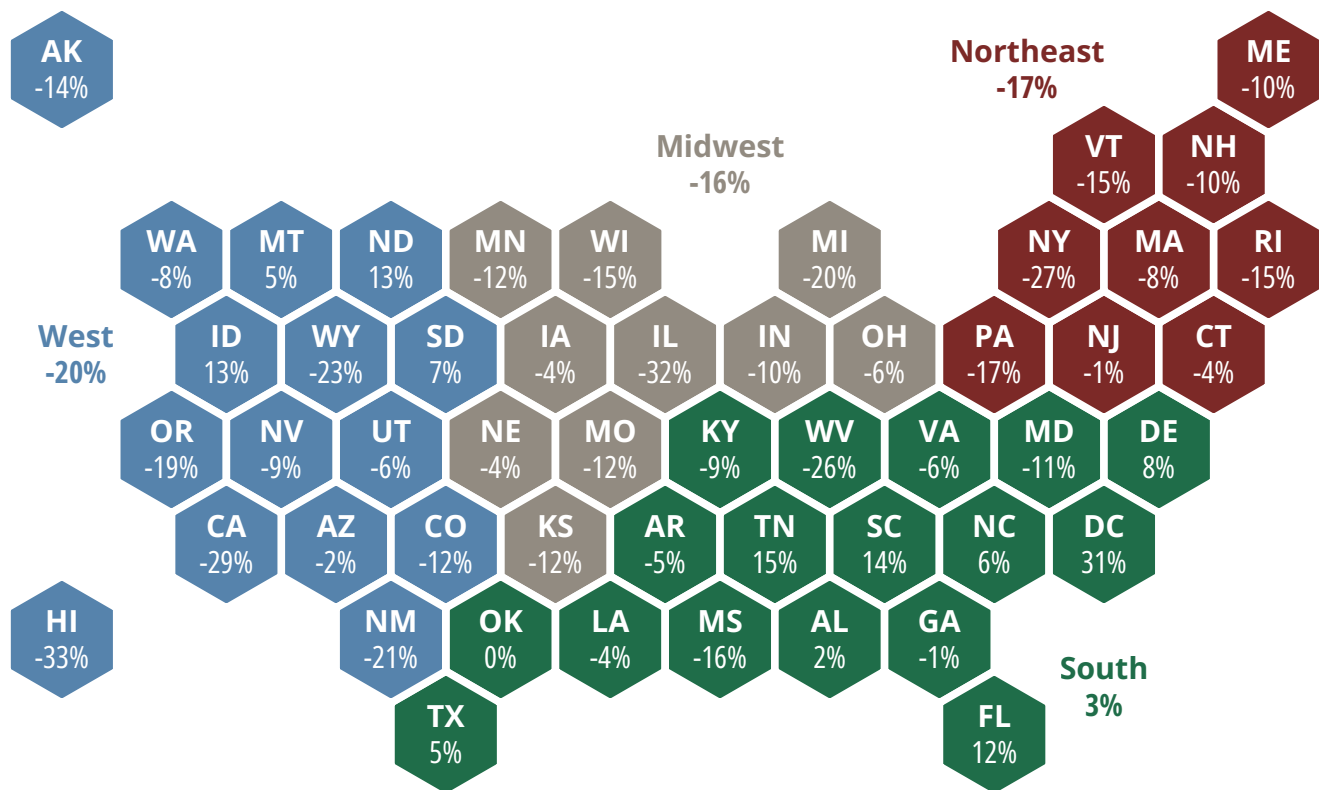 AK
-14%
Northeast
-17%
ME
-10%
Midwest
-16%
VT
-15%
NH
-10%
WA
-8%
MT
5%
ND
13%
MN
-12%
WI
-15%
MI
-20%
NY
-27%
MA
-8%
RI
-15%
West
-20%
ID
13%
WY
-23%
SD
7%
IA
-4%
IL
-32%
IN
-10%
OH
-6%
PA
-17%
NJ
-1%
CT
-4%
OR
-19%
NV
-9%
UT
-6%
NE
-4%
MO
-12%
KY
-9%
WV
-26%
VA
-6%
MD
-11%
DE
8%
CA
-29%
AZ
-2%
CO
-12%
KS
-12%
AR
-5%
TN
15%
SC
14%
NC
6%
DC
31%
HI
-33%
NM
-21%
OK
0%
LA
-4%
MS
-16%
AL
2%
GA
-1%
South
3%
TX
5%
FL
12%